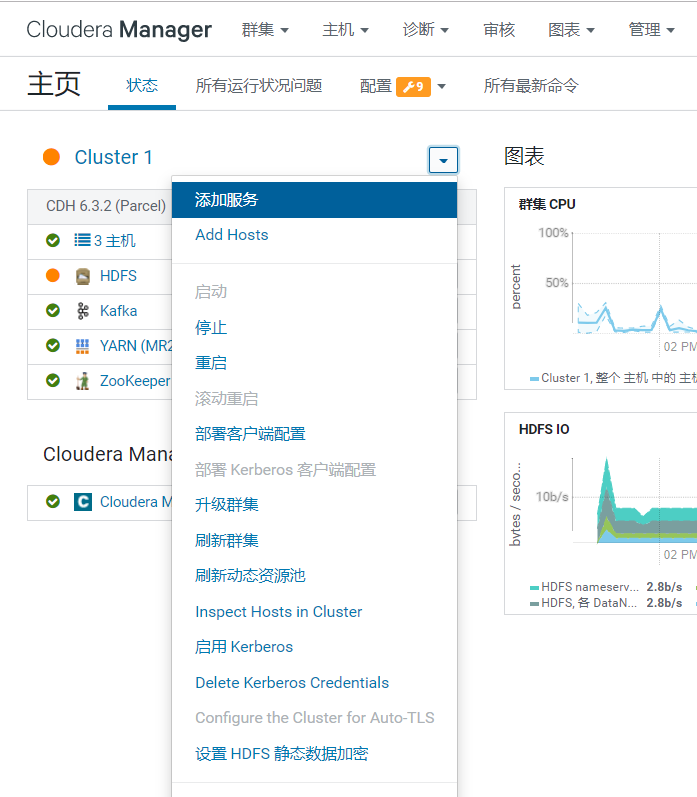 Cloudera Manager 群集 主机 诊断 审核 图表 管理
主页 状态 所有运行状况问题 配置 9 所有最新命令
Cluster 1
CDH 6.3.2 (Parcel)
3 主机
HDFS
Kafka
YARN (MR2
ZooKeeper
Cloudera Mana
Cloudera M
添加服务
Add Hosts
启动
停止
重启
滚动重启
部署客户端配置
部署 Kerberos 客户端配置
升级群集
刷新群集
刷新动态资源池
Inspect Hosts in Cluster
启用 Kerberos
Delete Kerberos Credentials
Configure the Cluster for Auto-TLS
设置 HDFS 静态数据加密
图表
群集 CPU
percent
100%
50%
02 PM
Cluster 1, 整个 主机 中的 主机
HDFS IO
bytes / seco...
10b/s
02 PM
HDFS nameserv... 2.8b/s
HDFS, 各 DataN... 2.8b/s